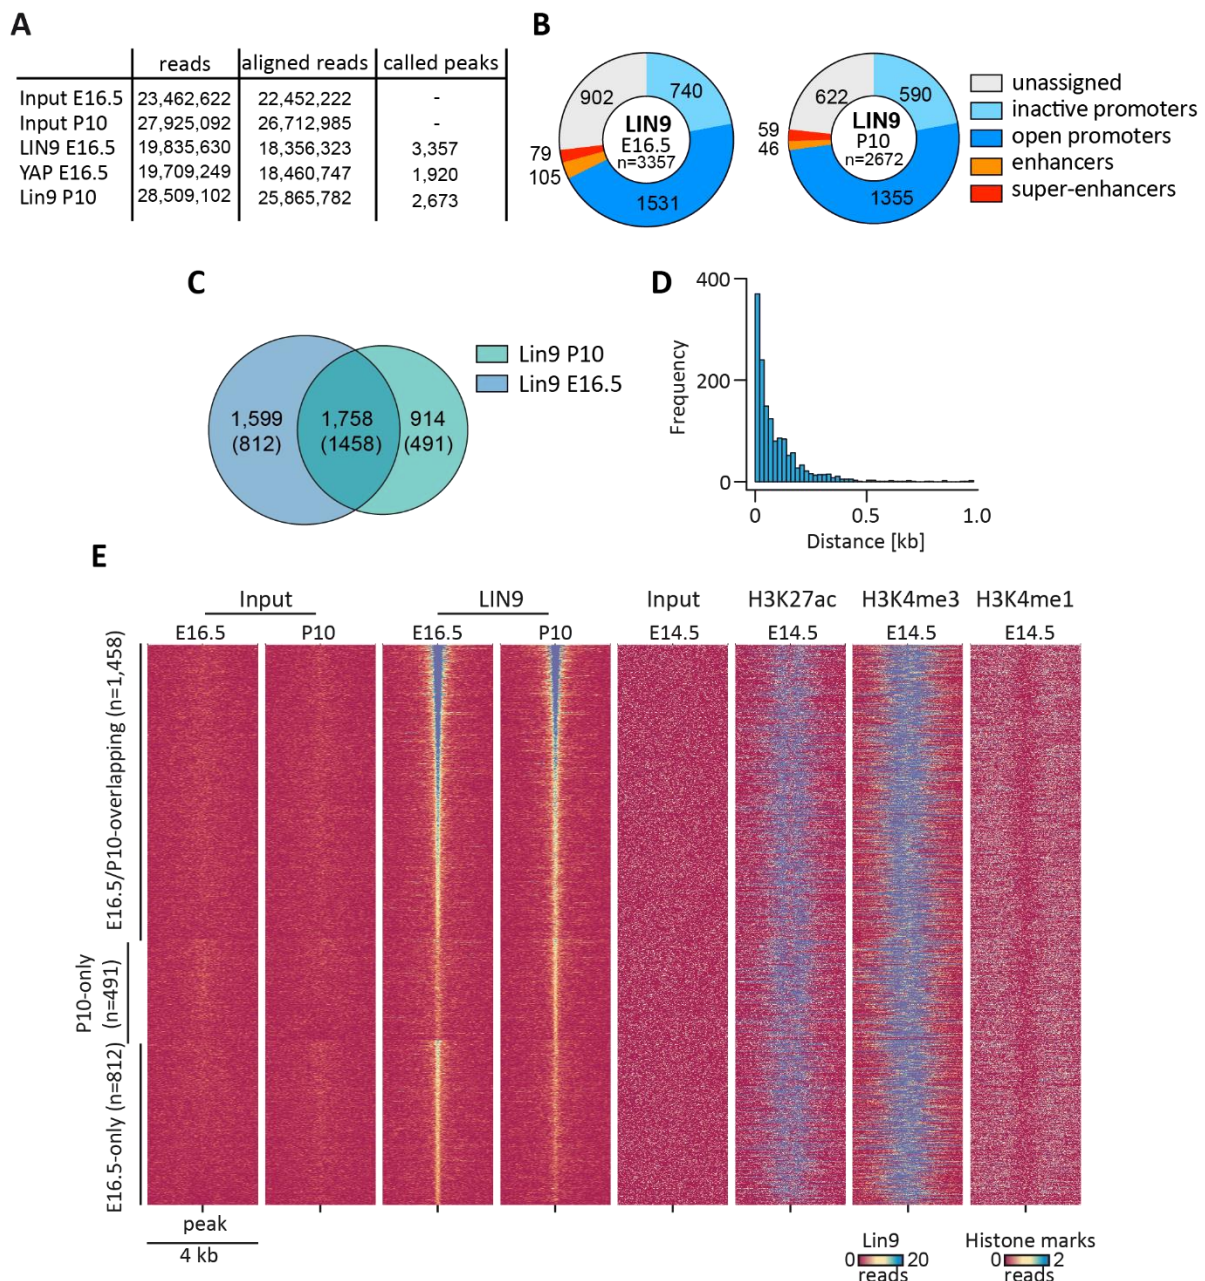 A
reads aligned reads called peaks
Input E16.5 23,462,622 22,452,222 -
Input P10 27,925,092 26,712,985 -
LIN9 E16.5 19,835,630 18,356,323 3,357
YAP E16.5 19,709,249 18,460,747 1,920
Lin9 P10 28,509,102 25,865,782 2,673
B
902 740
LIN9
E16.5
n=3357
79
105
1531
622 590
LIN9
P10
n=2672
59
46
1355
unassigned
inactive promoters
open promoters
enhancers
super-enhancers
C
1,599 1,758 914
(812) (1458) (491)
Lin9 P10
Lin9 E16.5
D
Frequency
400
200
0
0 0.5 1.0
Distance [kb]
E
Input LIN9 Input H3K27ac H3K4me3 H3K4me1
E16.5 P10 E16.5 P10 E14.5 E14.5 E14.5 E14.5
E16.5/P10-overlapping (n=1,458)
P10-only
(n=491)
E16.5-only (n=812)
peak
4 kb
Lin9
0 20
reads
Histone marks
0 2
reads